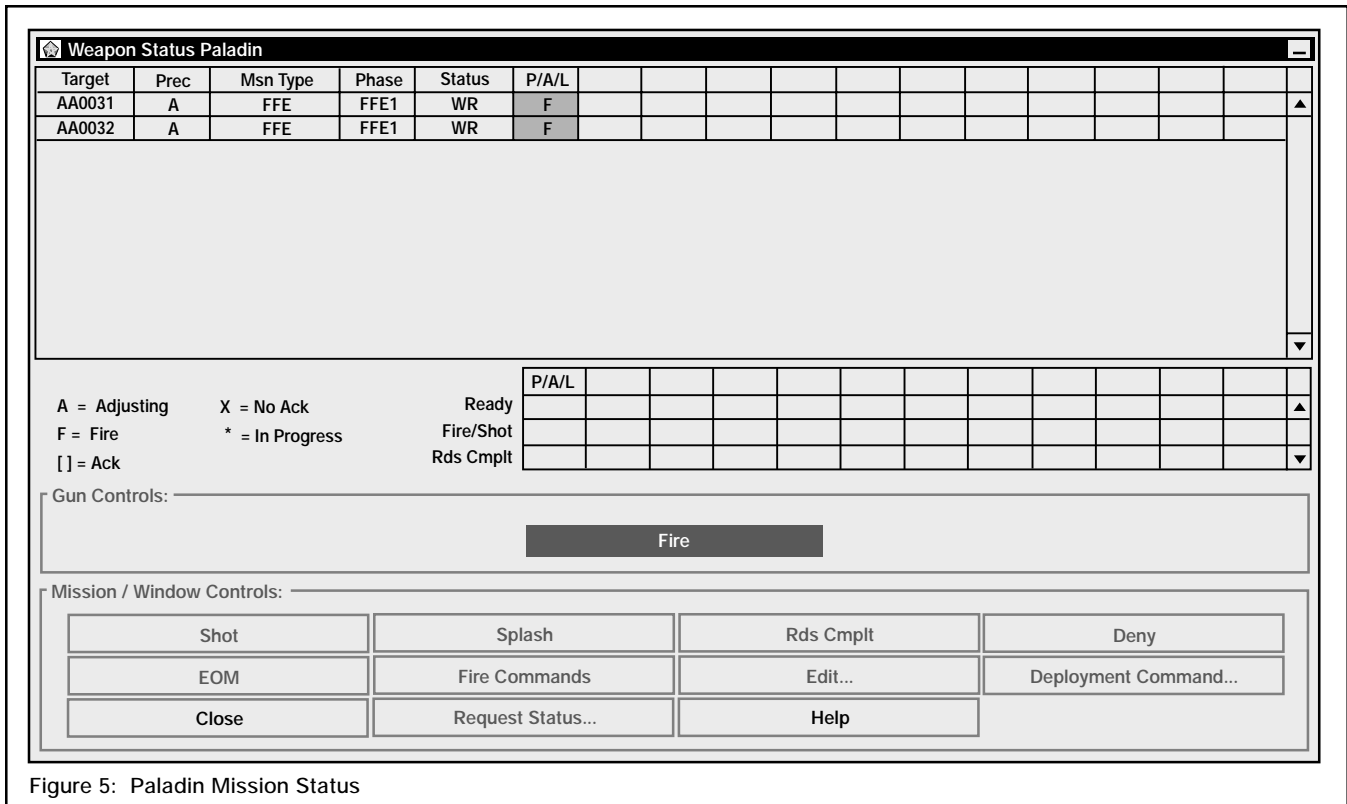 Weapon Status Paladin
Target Prec Msn Type Phase Status P/A/L
AA0031 A FFE FFE1 WR F
AA0032 A FFE FFE1 WR F
P/A/L
A = Adjusting X = No Ack Ready
F = Fire * = In Progress Fire/Shot
[ ] = Ack Rds Cmplt
Gun Controls:
Fire
Mission / Window Controls:
Shot Splash Rds Cmplt Deny
EOM Fire Commands Edit... Deployment Command...
Close Request Status... Help
Figure 5: Paladin Mission Status